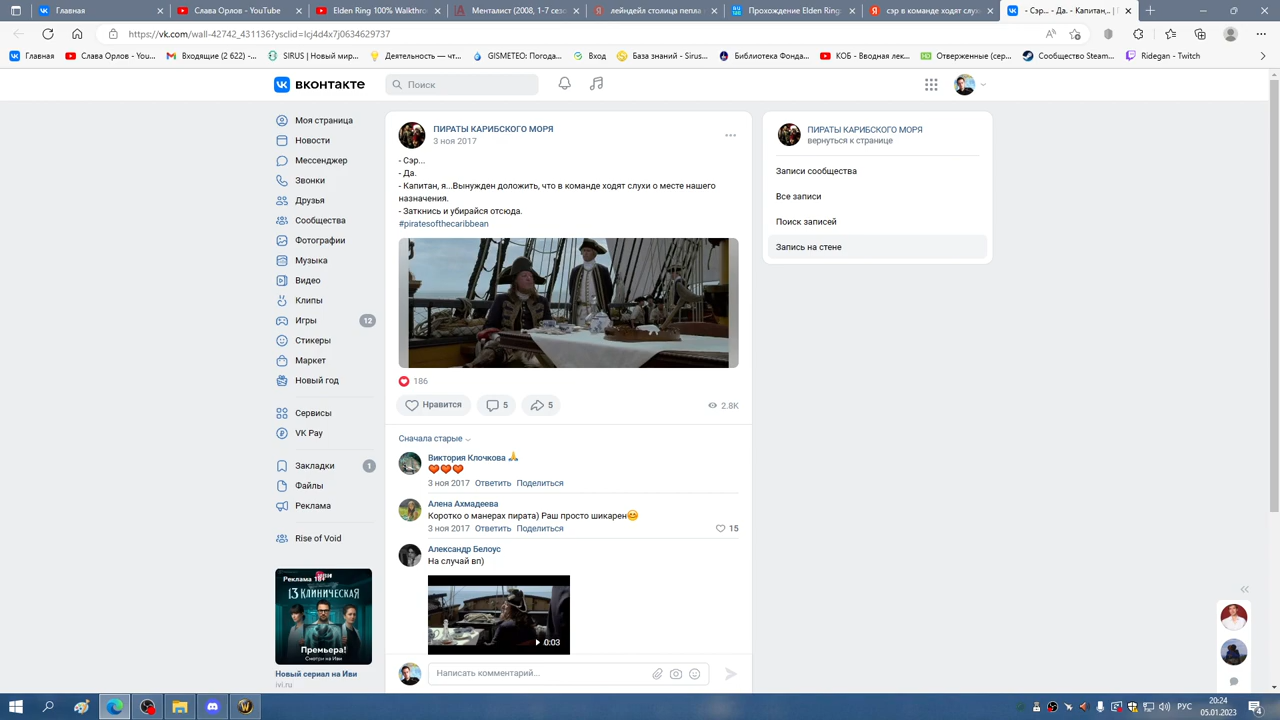 Главная
Слава Орлов - YouTube
Elden Ring 100% Walkthr
Менталист (2008, 1-7 сез
лейнделл столица пепла
Прохождение Elden Ring
сэр в команде ходят слух
- Сэр... - Да. - Капитан, я
https://vk.com/wall-42742_431136?ysclid=lcj4d4x7j0634629737
Главная
Слава Орлов - You...
Входящие (2 622) -...
SIRUS | Новый мир...
Деятельность — чт...
GISMETEO: Погода...
Вход
База знаний - Sirus...
Библиотека Фонда...
КОБ - Вводная лек...
Отверженные (сер...
Сообщество Steam...
Ridegan - Twitch
вконтакте
Поиск
Моя страница
Новости
Мессенджер
Звонки
Друзья
Сообщества
Фотографии
Музыка
Видео
Клипы
Игры 12
Стикеры
Маркет
Новый год
Сервисы
VK Pay
Закладки 1
Файлы
Реклама
Rise of Void
Реклама 18+
иви
13 КЛИНИЧЕСКАЯ
Премьера!
Смотри на Иви
Новый сериал на Иви
ivi.ru
ПИРАТЫ КАРИБСКОГО МОРЯ
3 ноя 2017
- Сэр...
- Да.
- Капитан, я...Вынужден доложить, что в команде ходят слухи о месте нашего
назначения.
- Заткнись и убирайся отсюда.
#piratesofthecaribbean
186
Нравится 5 5 2.8K
Сначала старые
Виктория Клочкова
3 ноя 2017 Ответить Поделиться
Алена Ахмадеева
Коротко о манерах пирата) Раш просто шикарен
3 ноя 2017 Ответить Поделиться 15
Александр Белоус
На случай вп)
0:03
Написать комментарий...
ПИРАТЫ КАРИБСКОГО МОРЯ
вернуться к странице
Записи сообщества
Все записи
Поиск записей
Запись на стене
РУС
20:24
05.01.2023